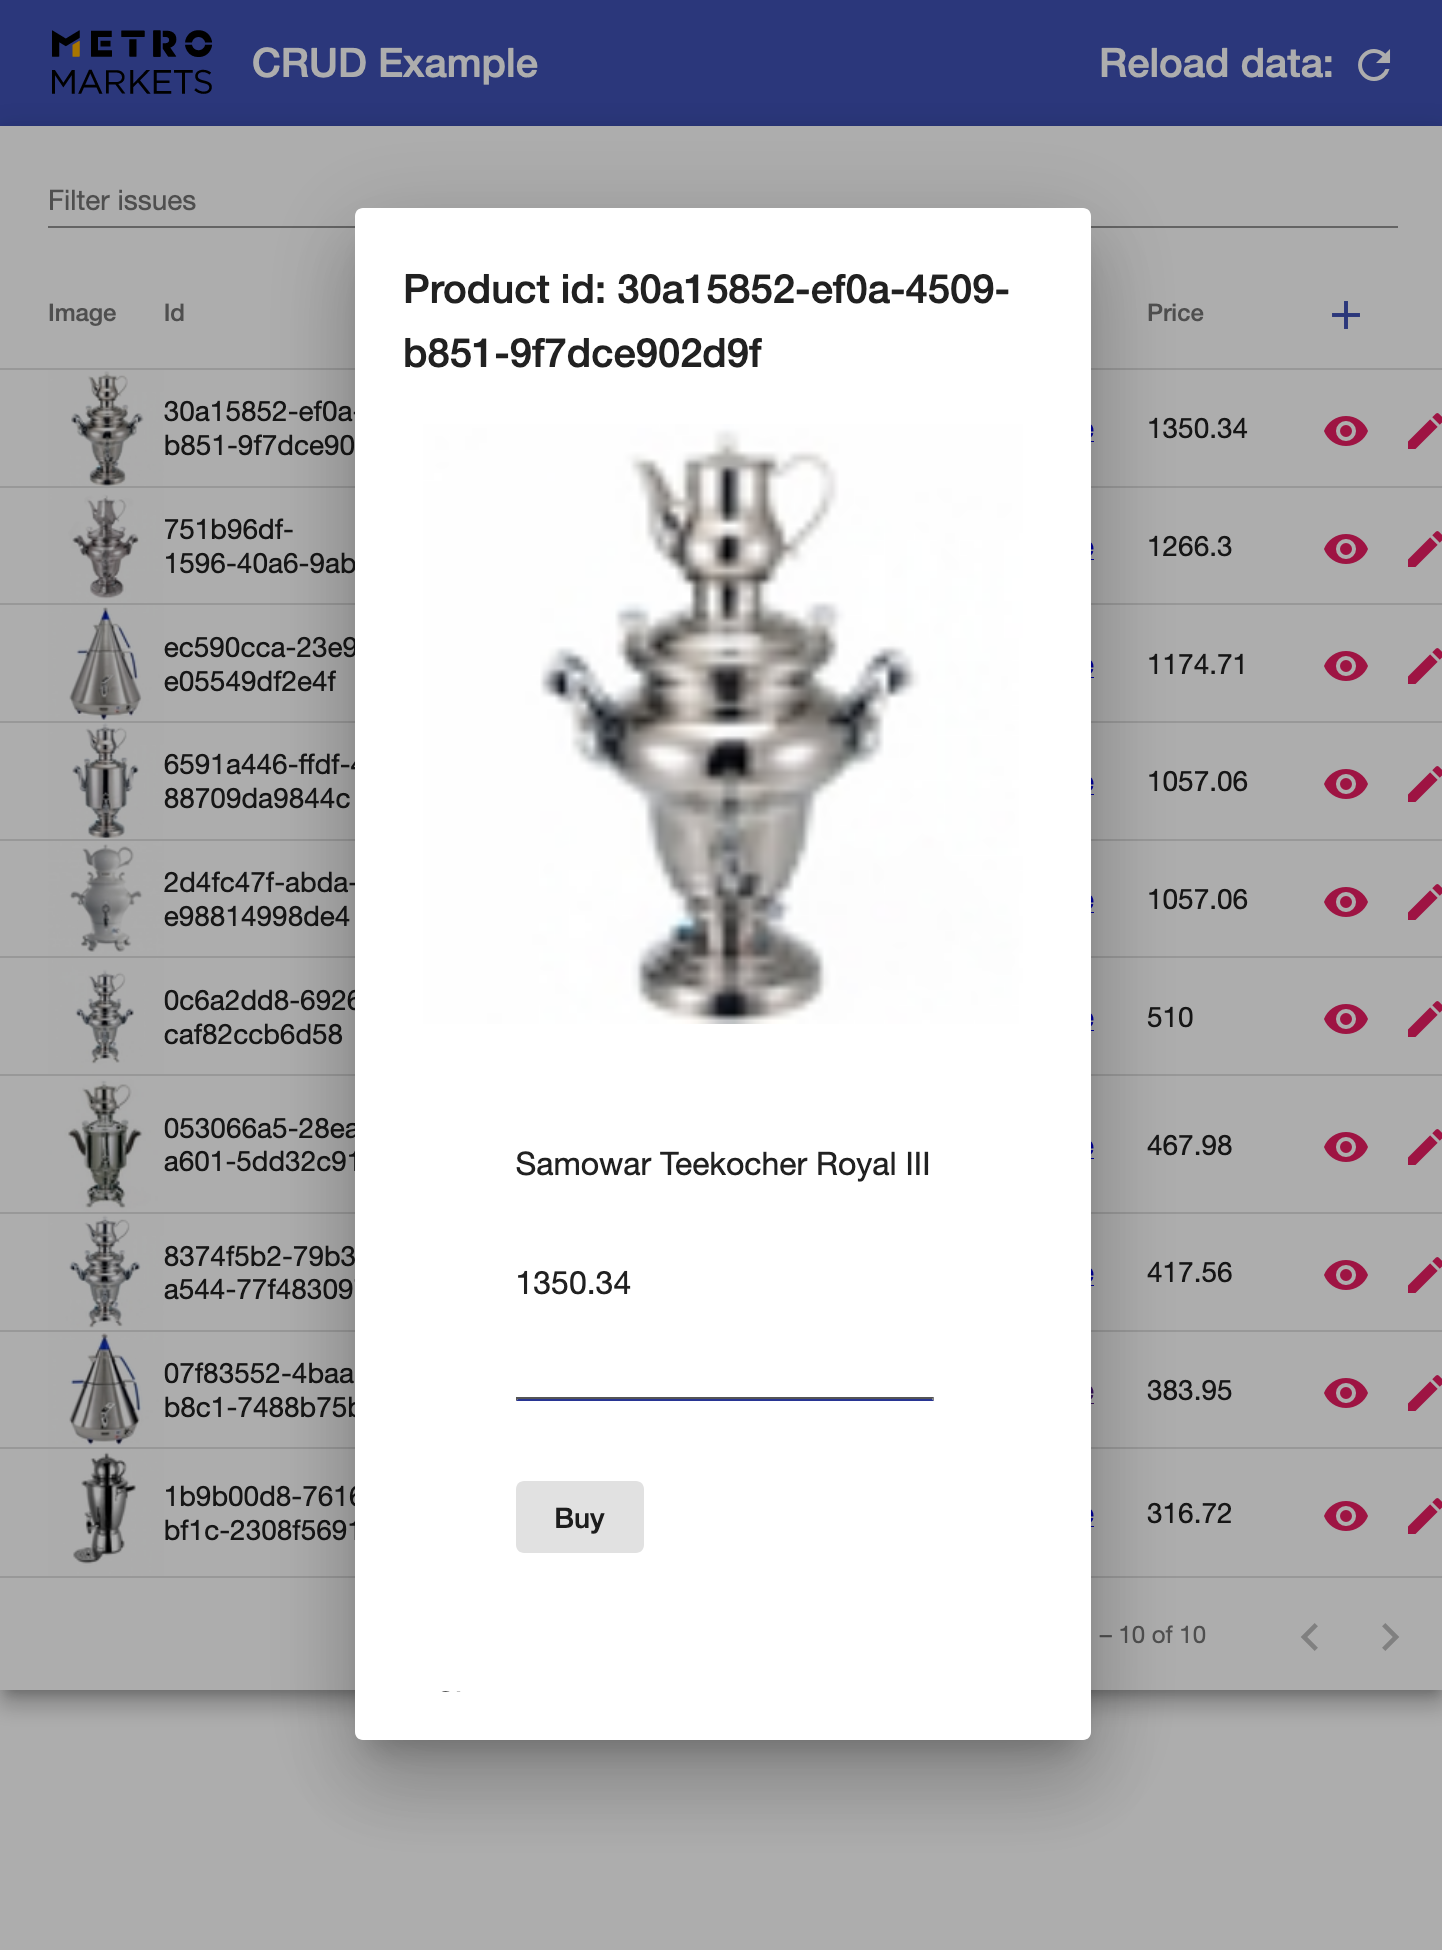 METRO
MARKETS
CRUD Example
Reload data:
Filter issues
Image Id Price
Product id: 30a15852-ef0a-4509-
b851-9f7dce902d9f
30a15852-ef0a-
b851-9f7dce90
1350.34
751b96df-
1596-40a6-9ab
1266.3
ec590cca-23e9
e05549df2e4f
1174.71
6591a446-ffdf-4
88709da9844c
1057.06
2d4fc47f-abda-
e98814998de4
1057.06
0c6a2dd8-6926
caf82ccb6d58
510
053066a5-28ea
a601-5dd32c91
467.98
8374f5b2-79b3
a544-77f48309
417.56
07f83552-4baa
b8c1-7488b75b
383.95
1b9b00d8-7616
bf1c-2308f5691
316.72
Samowar Teekocher Royal III
1350.34
Buy
– 10 of 10